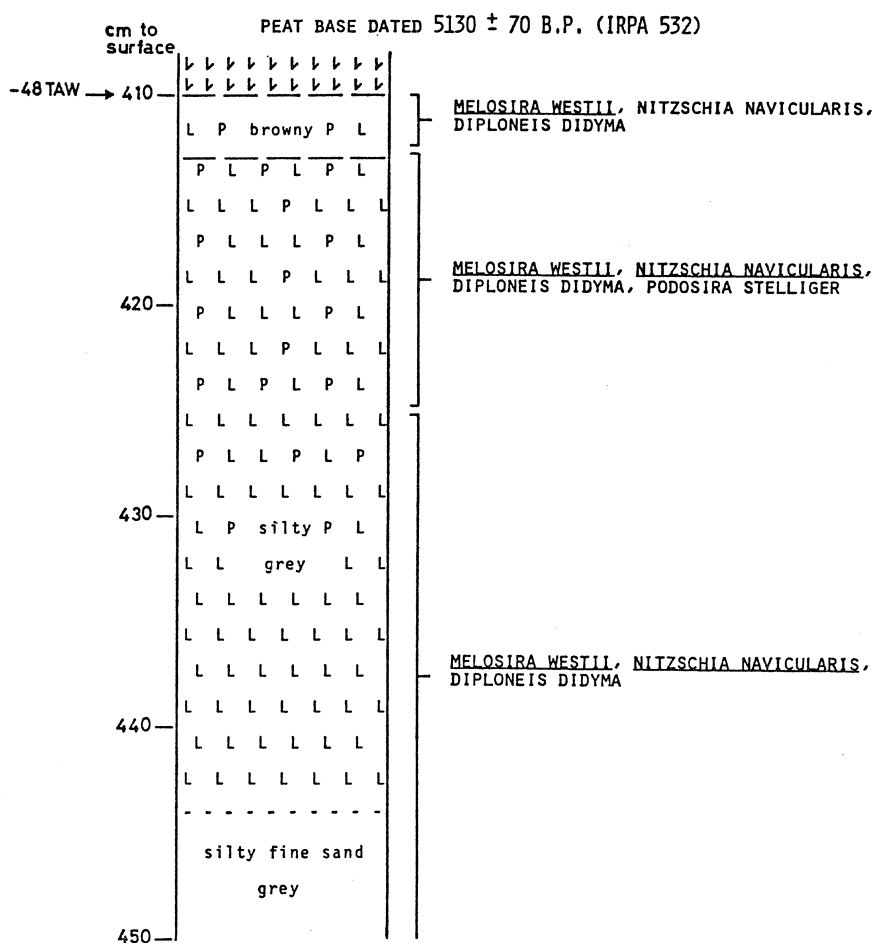 PEAT BASE DATED 5130 ± 70 B.P. (IRPA 532)
cm to
surface
-48 TAW
410
L P browny P L
MELOSIRA WESTII, NITZSCHIA NAVICULARIS,
DIPLONEIS DIDYMA
P L P L P L
L L L P L L L
P L L L P L
L L L P L L L
MELOSIRA WESTII, NITZSCHIA NAVICULARIS,
DIPLONEIS DIDYMA, PODOSIRA STELLIGER
420
P L L L P L
L L L P L L L
P L P L P L
L L L L L L L
P L L P L P
L L L L L L L
430
L P silty P L
L L grey L L
L L L L L L
L L L L L L L
L L L L L L
MELOSIRA WESTII, NITZSCHIA NAVICULARIS,
DIPLONEIS DIDYMA
L L L L L L L
440
L L L L L L
L L L L L L L
silty fine sand
grey
450